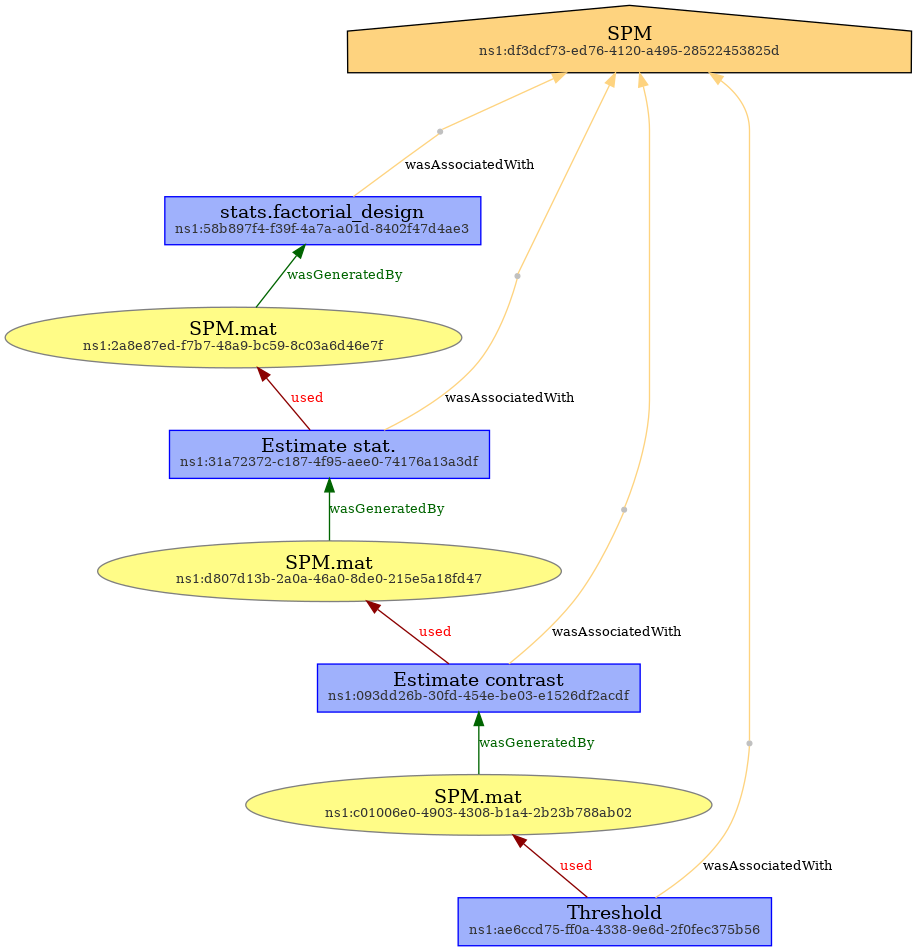 SPM
ns1:df3dcf73-ed76-4120-a495-28522453825d
wasAssociatedWith
stats.factorial_design
ns1:58b897f4-f39f-4a7a-a01d-8402f47d4ae3
wasGeneratedBy
SPM.mat
ns1:2a8e87ed-f7b7-48a9-bc59-8c03a6d46e7f
used
wasAssociatedWith
Estimate stat.
ns1:31a72372-c187-4f95-aee0-74176a13a3df
wasGeneratedBy
SPM.mat
ns1:d807d13b-2a0a-46a0-8de0-215e5a18fd47
used
wasAssociatedWith
Estimate contrast
ns1:093dd26b-30fd-454e-be03-e1526df2acdf
wasGeneratedBy
SPM.mat
ns1:c01006e0-4903-4308-b1a4-2b23b788ab02
used
wasAssociatedWith
Threshold
ns1:ae6ccd75-ff0a-4338-9e6d-2f0fec375b56